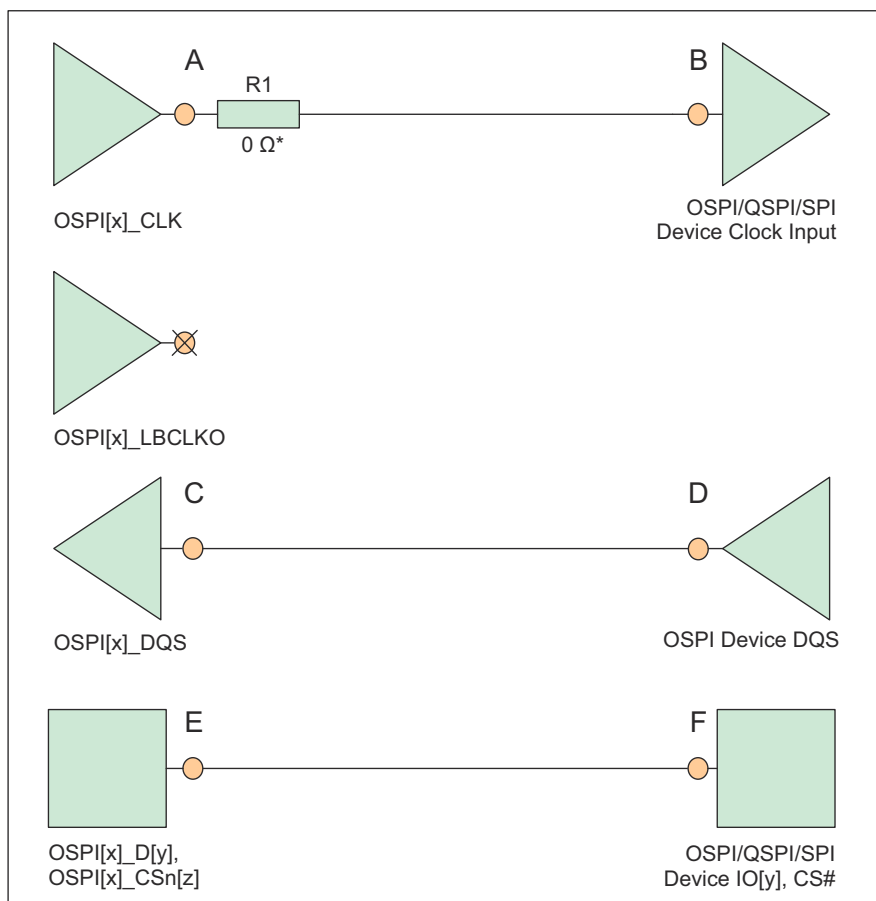 A
B
R1
0 Ω*
OSPI[x]_CLK
OSPI/QSPI/SPI
Device Clock Input
OSPI[x]_LBCLKO
C
D
OSPI[x]_DQS
OSPI Device DQS
E
F
OSPI[x]_D[y],
OSPI[x]_CSn[z]
OSPI/QSPI/SPI
Device IO[y], CS#